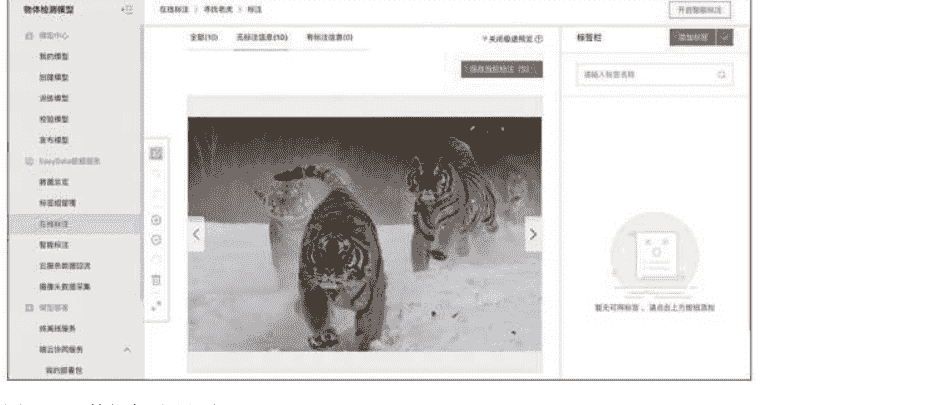 物体检测模型
在线标注 > 寻找老虎 > 标注
开启智能标注
模型中心
我的模型
创建模型
训练模型
校验模型
发布模型
EasyData数据服务
数据总览
标签组管理
在线标注
智能标注
云服务数据回流
摄像头数据采集
模型部署
纯离线服务
端云协同服务
我的部署包
全部(10)
无标注信息(10)
有标注信息(0)
关闭极速预览
保存当前标注 (S)
标签栏
添加标签
请输入标签名称
暂无可用标签,请点击上方按钮添加